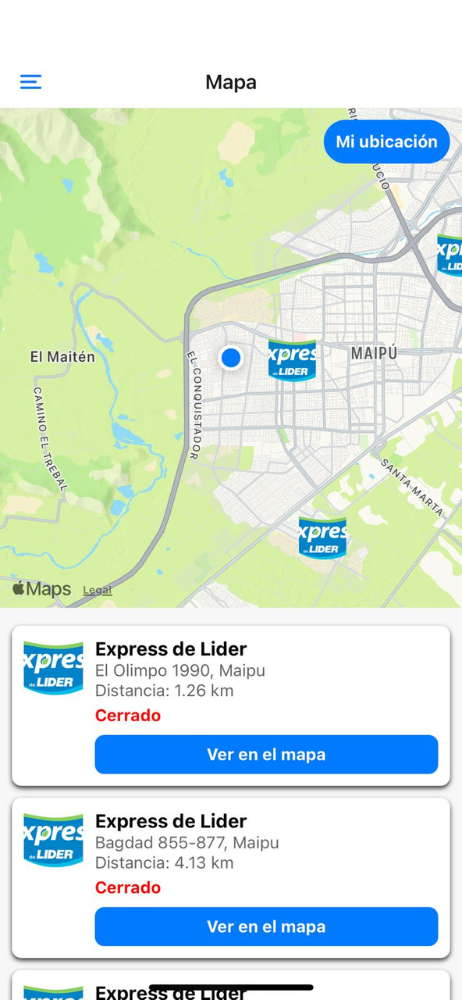 Mapa
Mi ubicación
UCIO
xpr
de LID
El Maitén
EL CONQUISTADOR
xpres
de LIDER
MAIPÚ
CAMINO EL TREBAL
SANTA MARTA
xpres
de LIDER
Maps
Legal
xpres
de LIDER
Express de Lider
El Olimpo 1990, Maipu
Distancia: 1.26 km
Cerrado
Ver en el mapa
xpres
de LIDER
Express de Lider
Bagdad 855-877, Maipu
Distancia: 4.13 km
Cerrado
Ver en el mapa
Express de Lider